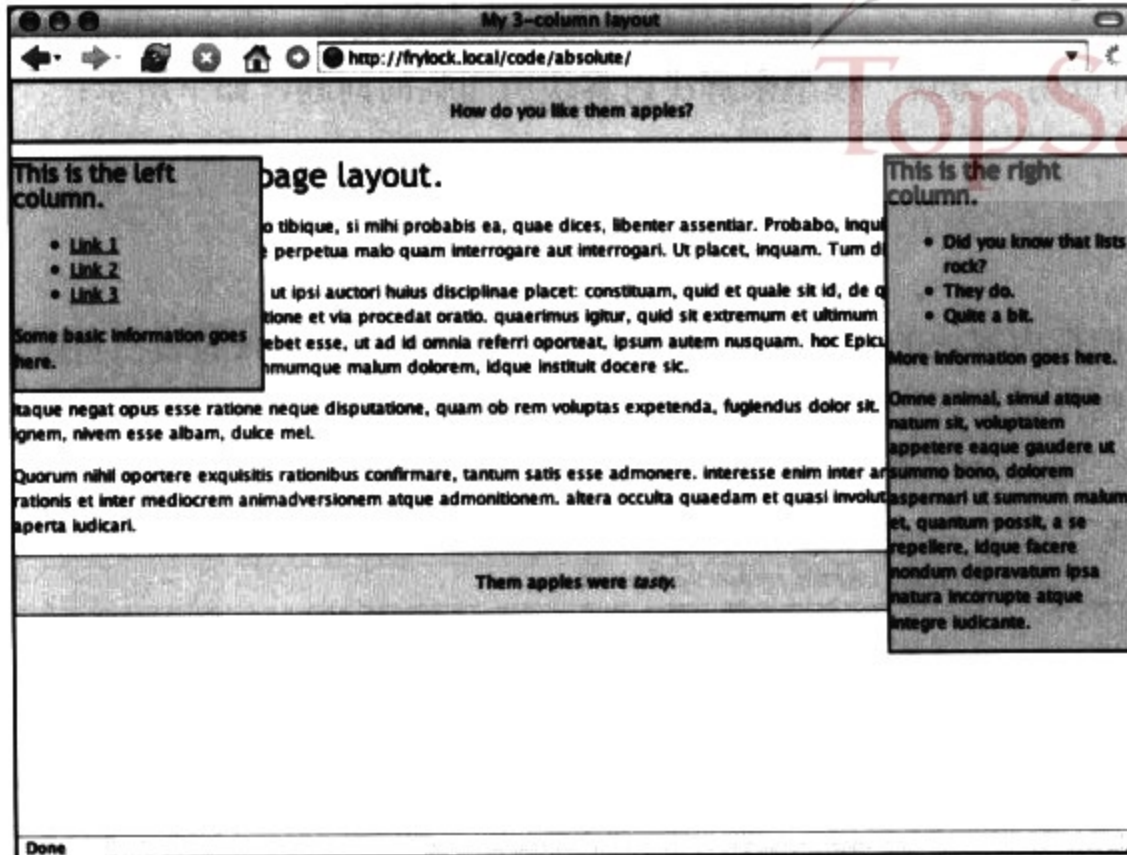 My 3-column layout
http://frylock.local/code/absolute/
How do you like them apples?
This is the left
column.
Link 1
Link 2
Link 3
Some basic information goes
here.
page layout.
o tibique, si mihi probabis ea, quae dices, libenter assentiar. Probabo, inqui
perpetua malo quam interrogare aut interrogari. Ut placet, inquam. Tum di
ut ipsi auctori huius disciplinae placet: constituam, quid et quale sit id, de q
tione et via procedat oratio. quaerimus igitur, quid sit extremum et ultimum
ebet esse, ut ad id omnia referri oporteat, ipsum autem nusquam. hoc Epicu
mmumque malum dolorem, idque instituit docere sic.
itaque negat opus esse ratione neque disputatione, quam ob rem voluptas expetenda, fugiendus dolor sit.
ignem, nivem esse albam, dulce mel.
Quorum nihil oportere exquisitis rationibus confirmare, tantum satis esse admonere. interesse enim inter ar
rationis et inter mediocrem animadversionem atque admonitionem. altera occulta quaedam et quasi involut
aperta iudicari.
This is the right
column.
Did you know that lists
rock?
They do.
Quite a bit.
More information goes here.
Omne animal, simul atque
natum sit, voluptatem
appetere eaque gaudere ut
summo bono, dolorem
aspernari ut summum malum
et, quantum possit, a se
repellere, idque facere
nondum depravatum ipsa
natura incorrupte atque
integre iudicante.
Them apples were tasty.
Done
TopSa